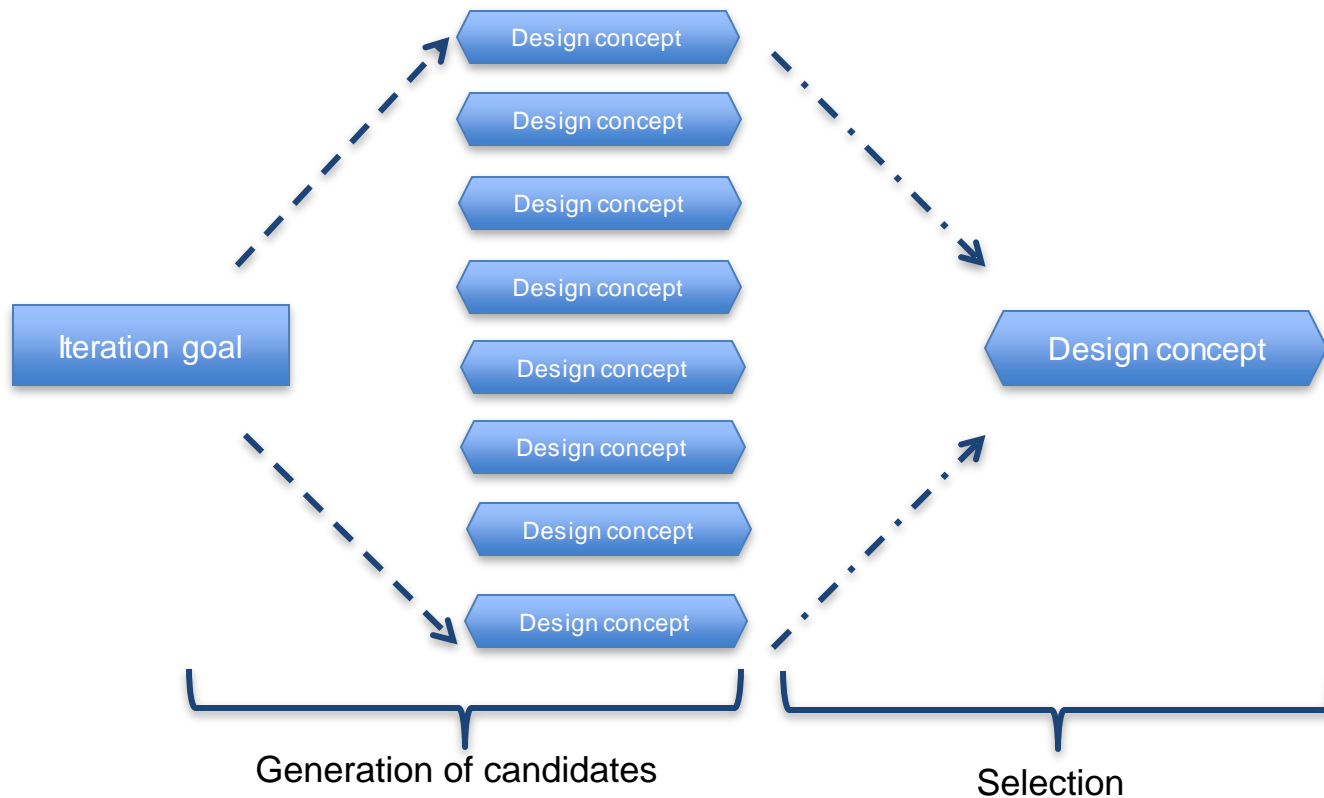 Design concept
Design concept
Design concept
Design concept
Iteration goal
Design concept
Design concept
Design concept
Design concept
Design concept
Generation of candidates
Selection